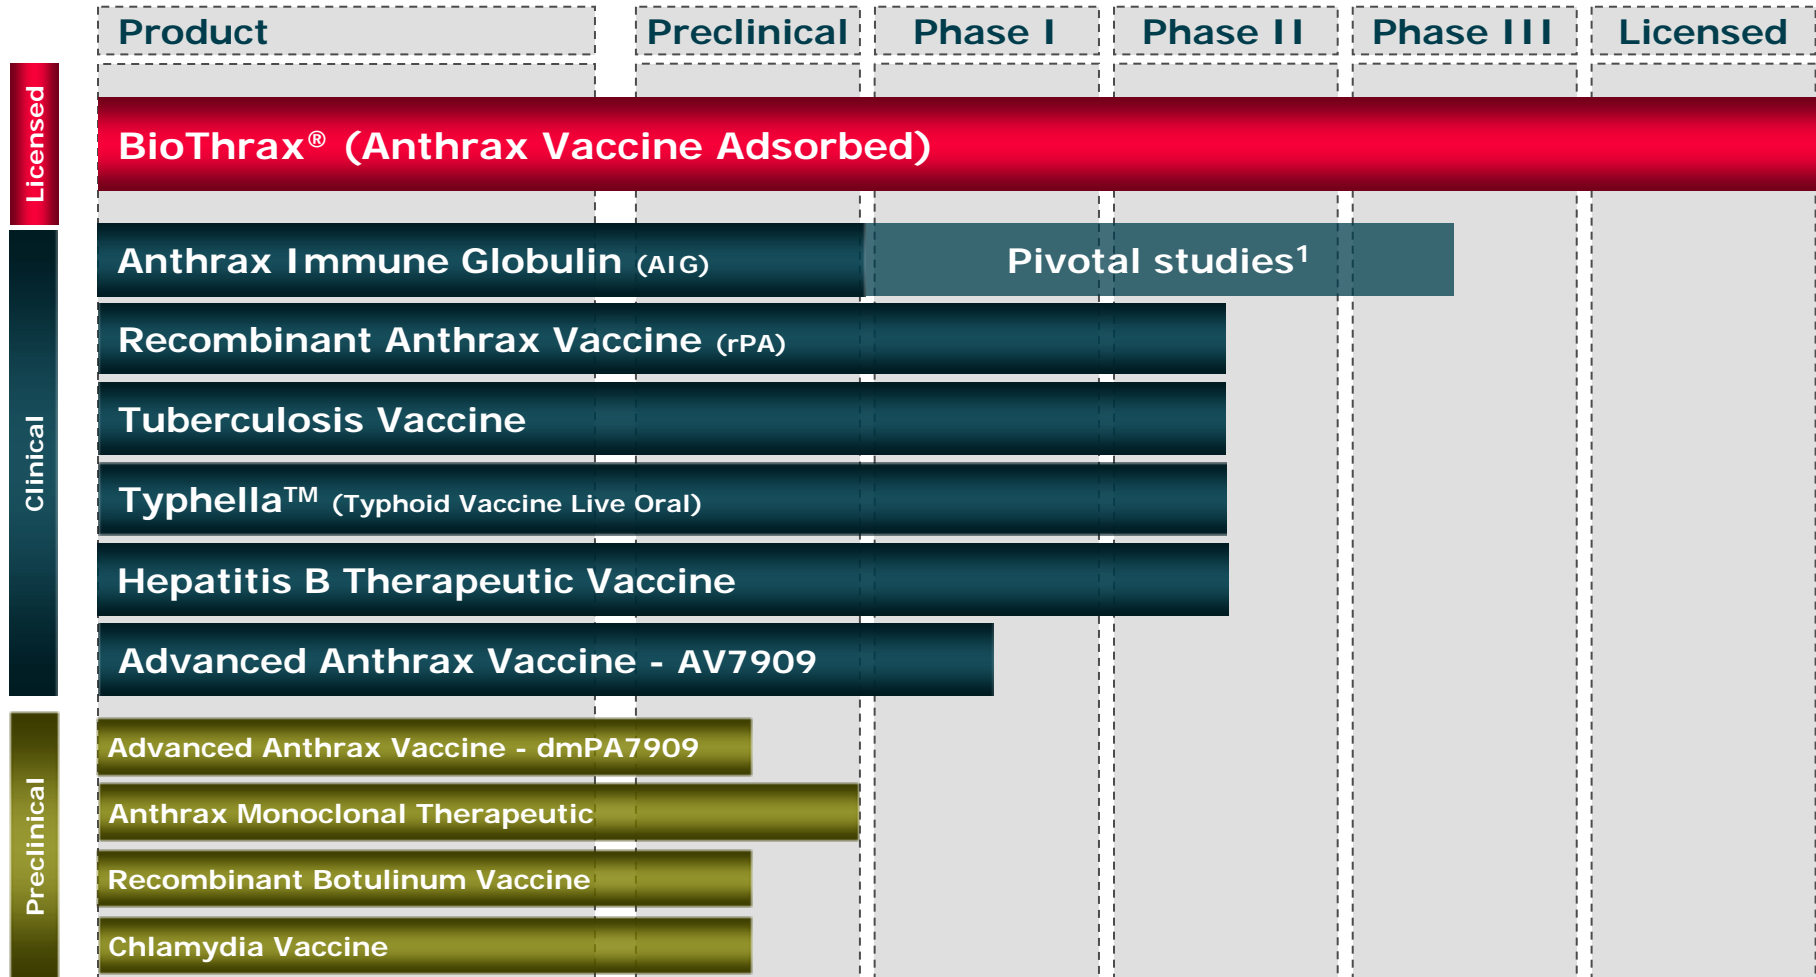 Product Preclinical Phase I Phase II Phase III Licensed
Licensed
BioThrax® (Anthrax Vaccine Adsorbed)
Clinical
Anthrax Immune Globulin (AIG) Pivotal studies¹
Recombinant Anthrax Vaccine (rPA)
Tuberculosis Vaccine
Typhella™ (Typhoid Vaccine Live Oral)
Hepatitis B Therapeutic Vaccine
Advanced Anthrax Vaccine - AV7909
Preclinical
Advanced Anthrax Vaccine - dmPA7909
Anthrax Monoclonal Therapeutic
Recombinant Botulinum Vaccine
Chlamydia Vaccine